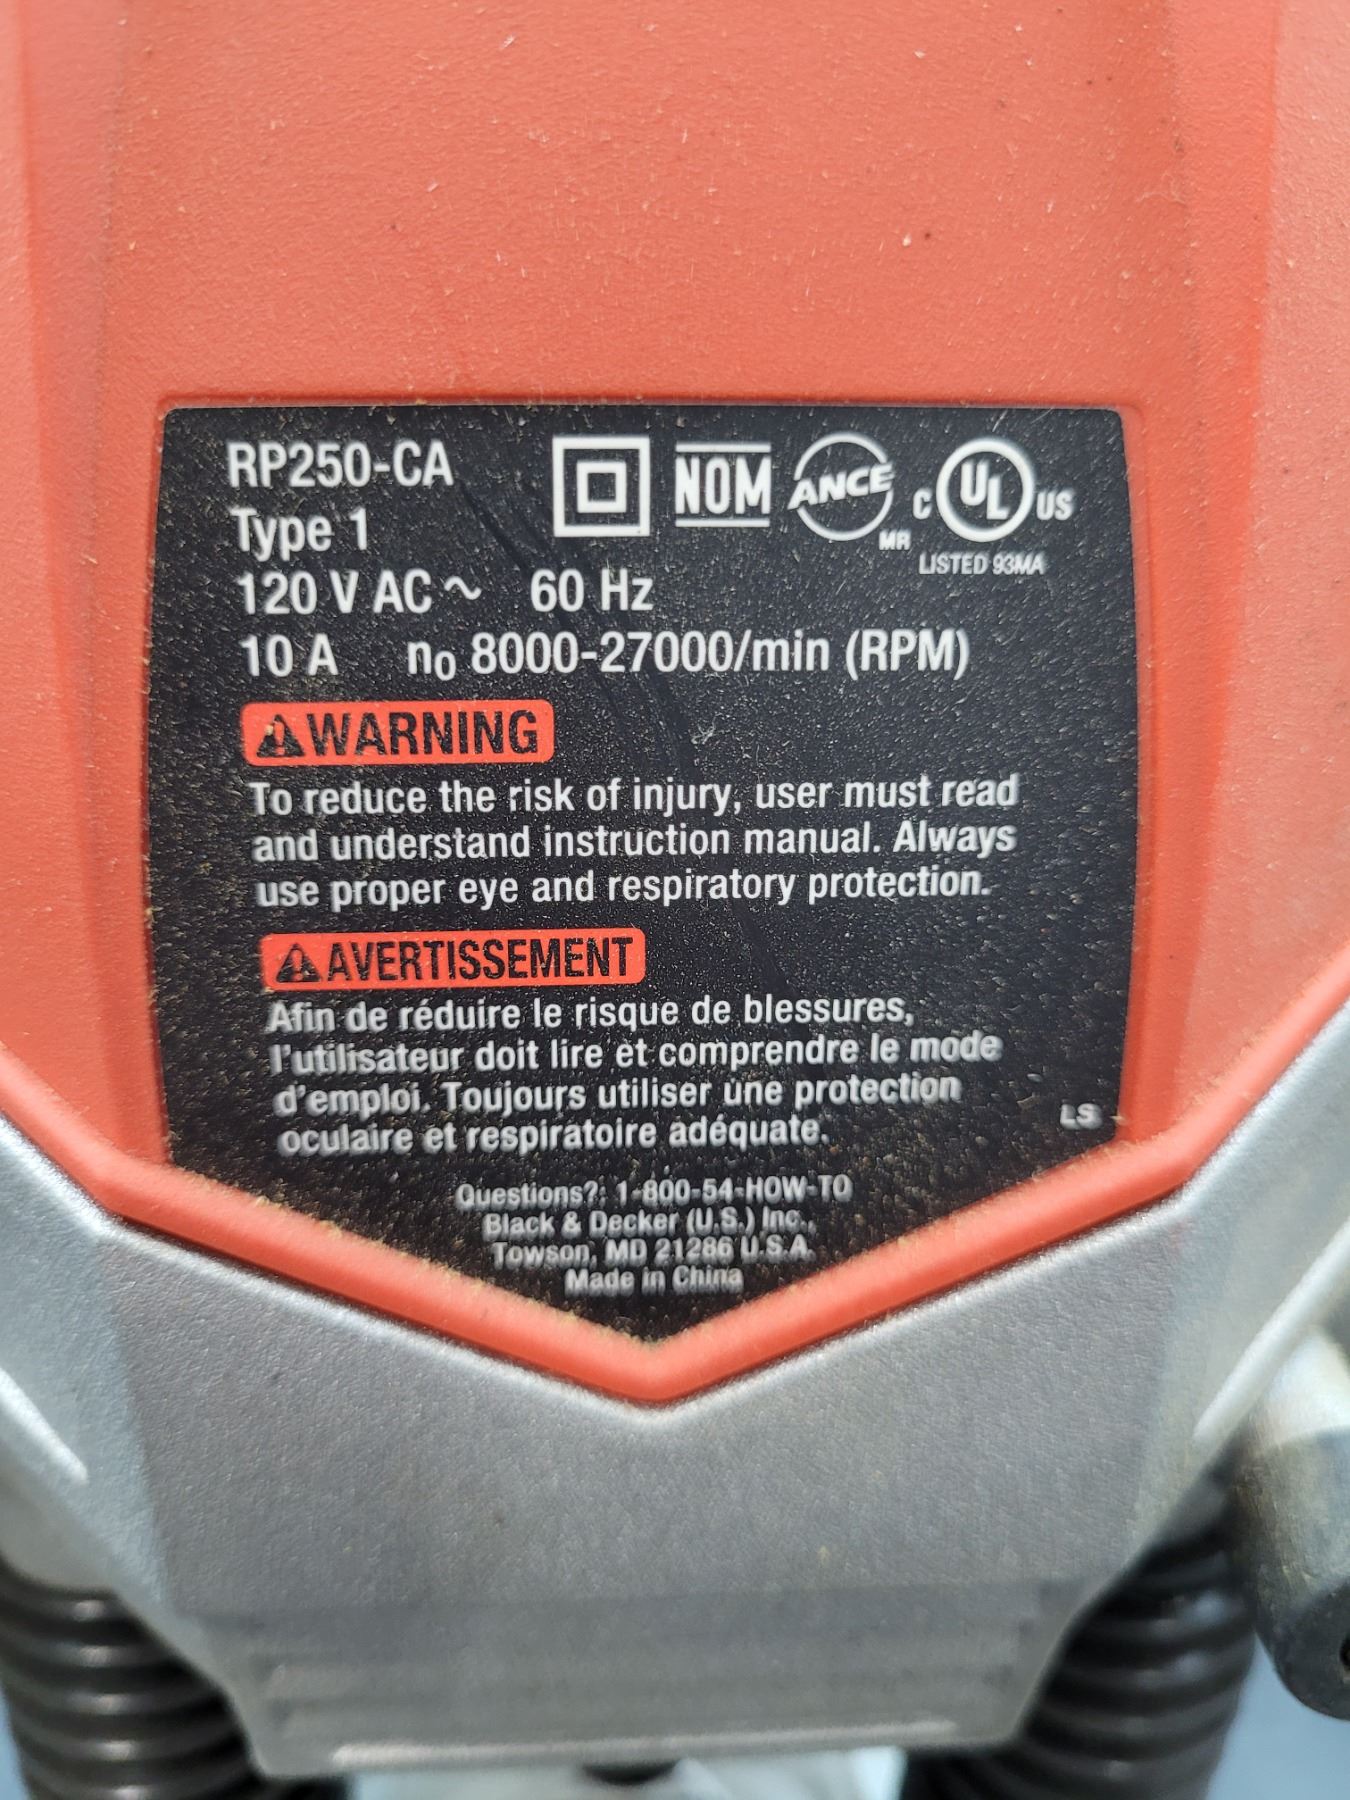 RP250-CA
NOM
ANCE
MR
C UL US
LISTED 93MA
Type 1
120 V AC ~ 60 Hz
10 A n₀ 8000-27000/min (RPM)
WARNING
To reduce the risk of injury, user must read
and understand instruction manual. Always
use proper eye and respiratory protection.
AVERTISSEMENT
Afin de réduire le risque de blessures,
l'utilisateur doit lire et comprendre le mode
d'emploi. Toujours utiliser une protection
oculaire et respiratoire adéquate.
LS
Questions?: 1-800-54-HOW-TO
Black & Decker (U.S.) Inc.,
Towson, MD 21286 U.S.A.
Made in China